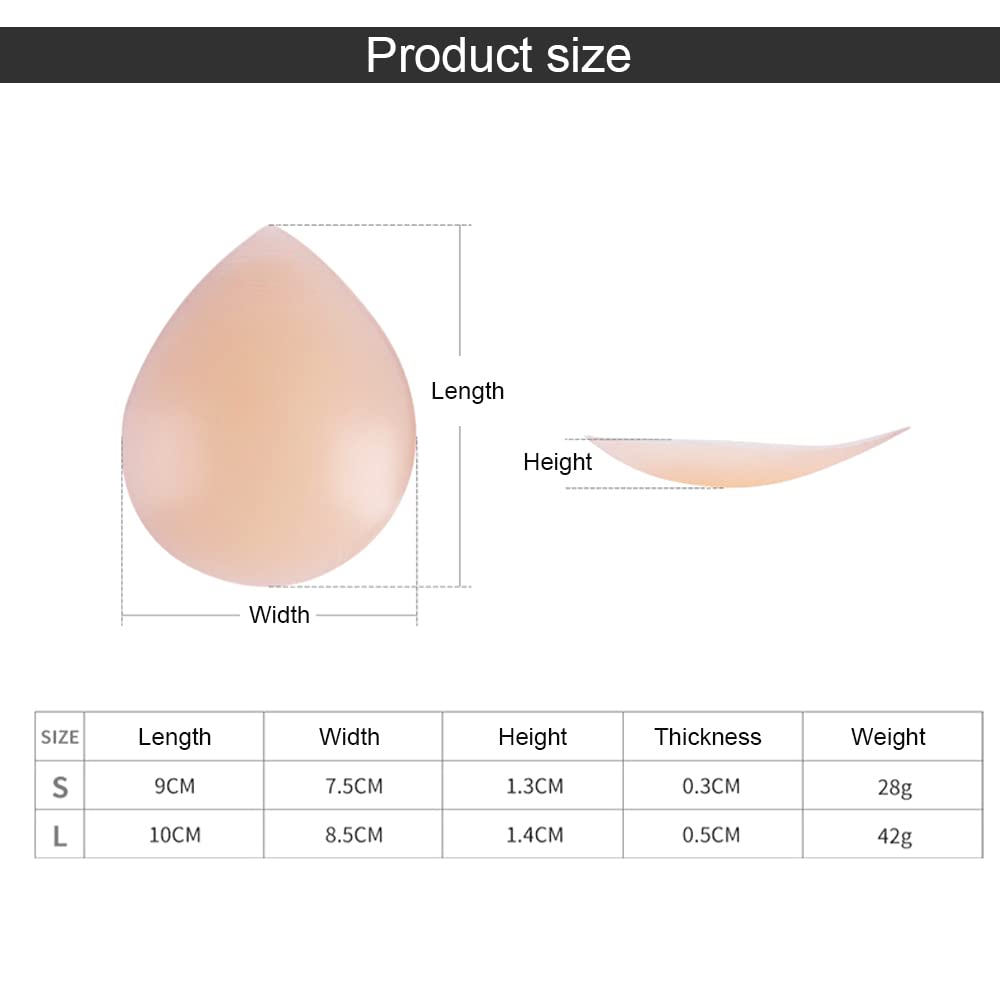 Product size
Length
Height
Width
SIZE Length Width Height Thickness Weight
S 9CM 7.5CM 1.3CM 0.3CM 28g
L 10CM 8.5CM 1.4CM 0.5CM 42g